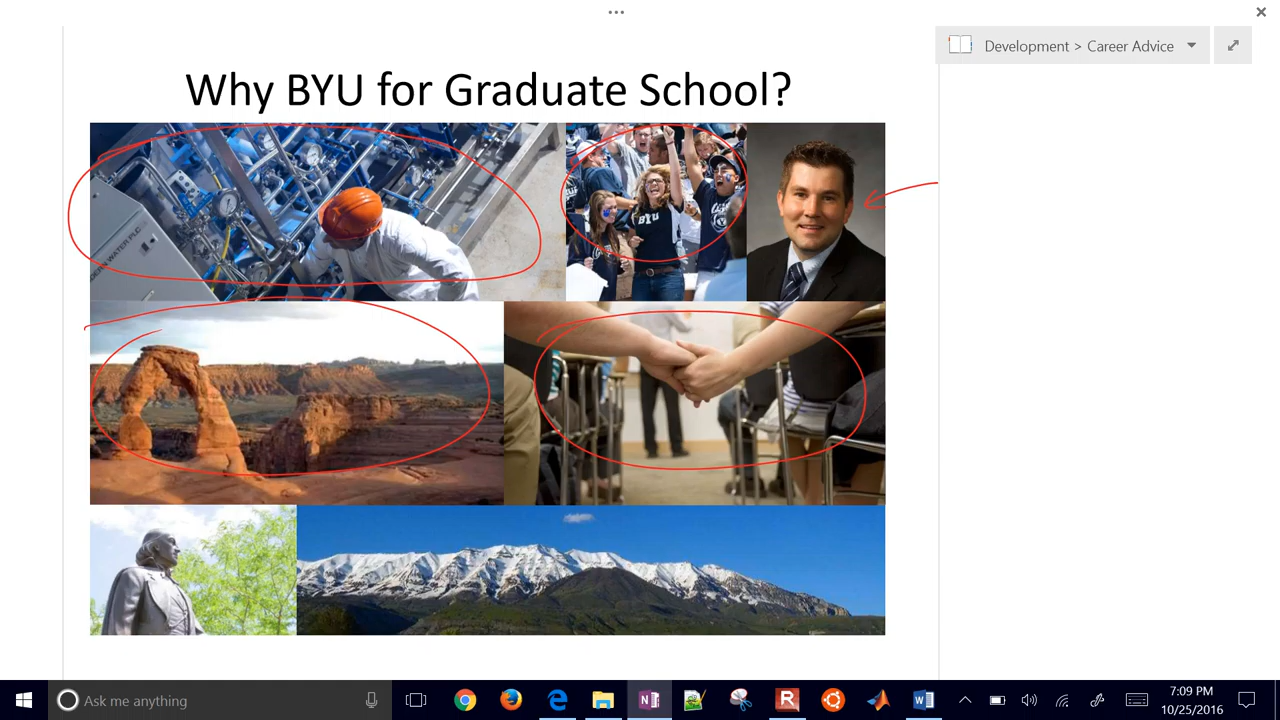 Development > Career Advice
Why BYU for Graduate School?
BYU
Ask me anything
7:09 PM
10/25/2016